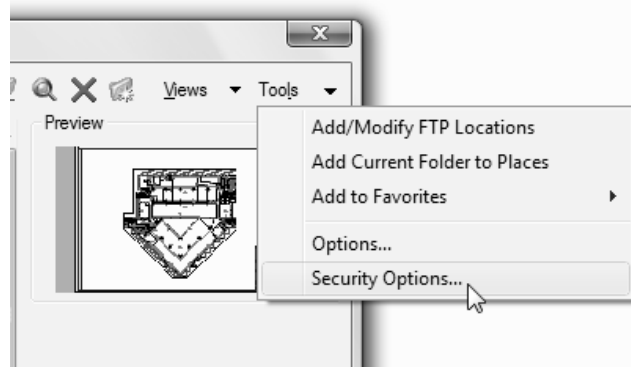 Views Tools
Preview
Add/Modify FTP Locations
Add Current Folder to Places
Add to Favorites
Options...
Security Options...